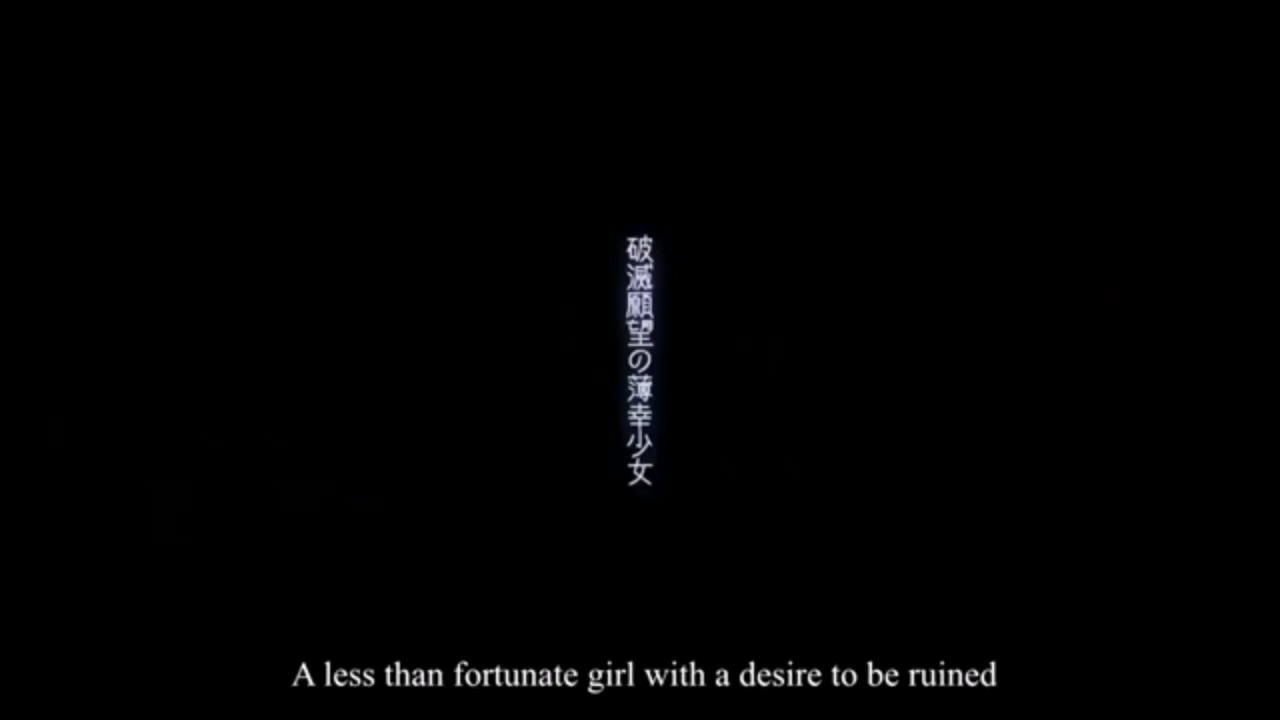 破滅願望の薄幸少女
A less than fortunate girl with a desire to be ruined